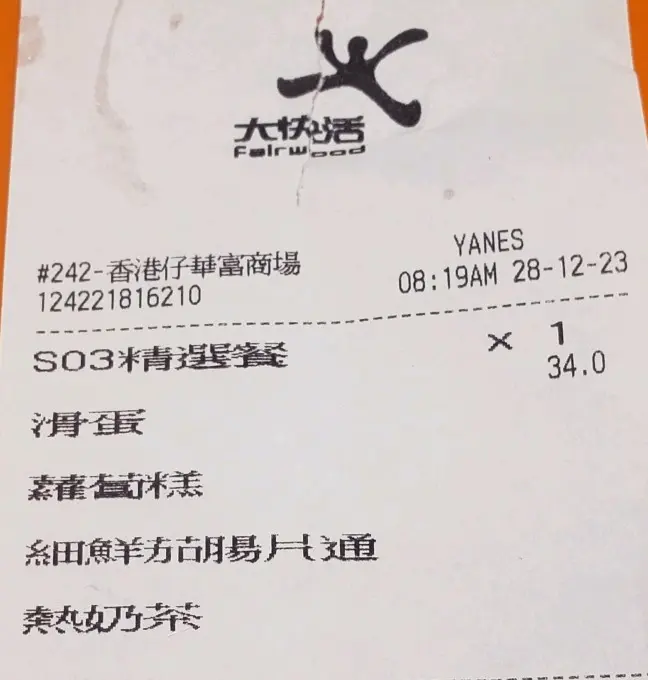 大快活
Fairwood
YANES
#242-香港仔華富商場
08:19AM 28-12-23
124221816210
S03精選餐 × 1
34.0
滑蛋
蘿蔔糕
細鮮茄胡腸片通
熱奶茶